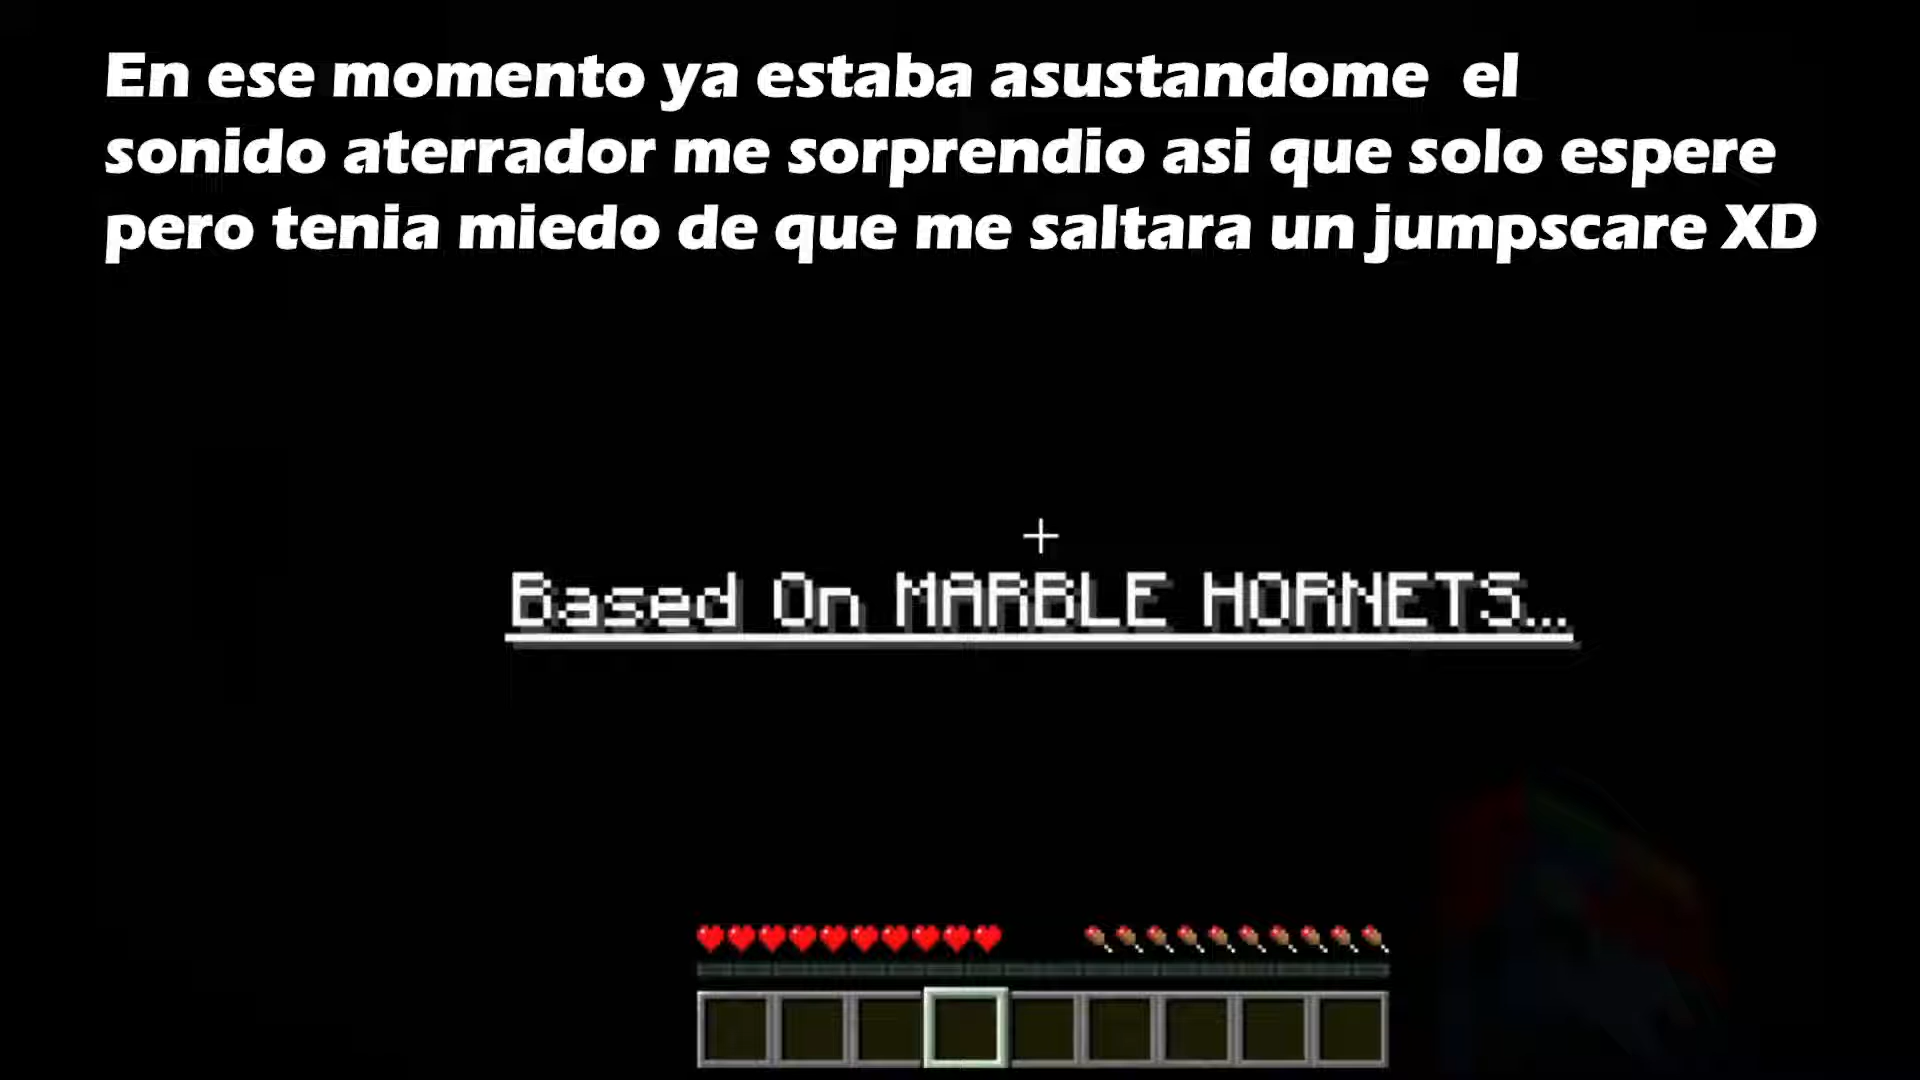 En ese momento ya estaba asustandome el
sonido aterrador me sorprendio asi que solo espere
pero tenia miedo de que me saltara un jumpscare XD
Based On MARBLE HORNETS...